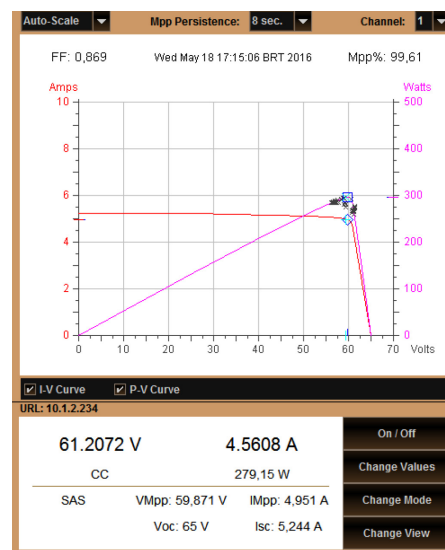 Auto-Scale Mpp Persistence: 8 sec. Channel: 1
FF: 0,869 Wed May 18 17:15:06 BRT 2016 Mpp%: 99,61
Amps Watts
10 500
8 400
6 300
4 200
2 100
0 0
0 10 20 30 40 50 60 70 Volts
I-V Curve P-V Curve
URL: 10.1.2.234
61.2072 V 4.5608 A On / Off
CC 279,15 W Change Values
SAS VMpp: 59,871 V IMpp: 4,951 A Change Mode
Voc: 65 V Isc: 5,244 A Change View